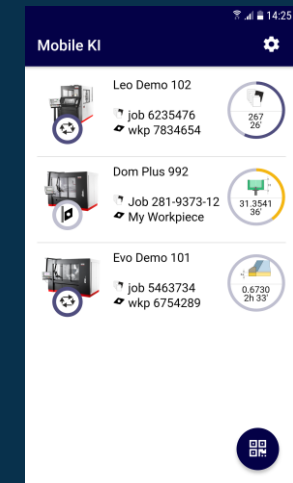 14:25
Mobile KI
Leo Demo 102
job 6235476
wkp 7834654
267
26'
Dom Plus 992
Job 281-9373-12
My Workpiece
31.3541
36'
Evo Demo 101
job 5463734
wkp 6754289
0.6730
2h 33'